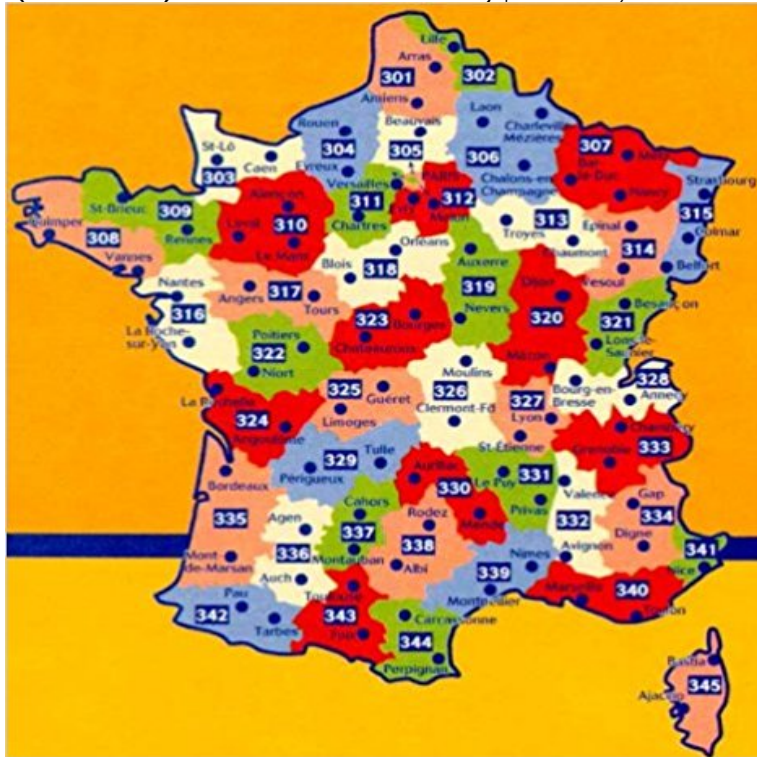 Lille
Arras
301
302
Amiens
Laon
Rouen
Beauvais
Charleville
Mézières
304
305
306
307
St-Lô
Caen
303
Evreux
Metz
Bar-
le-Duc
Chalons-en
Champagne
Versailles
PARIS
312
Nancy
Strasbourg
311
Evry
Melun
315
Alençon
St-Brieuc
309
Quimper
308
Rennes
Laval
310
Le Mans
Chartres
Troyes
313
Epinal
314
Colmar
Chaumont
Orléans
Vannes
Blois
318
Auxerre
Belfort
Vesoul
Nantes
317
Angers
Tours
319
Dijon
Besançon
316
323
Bourges
Nevers
320
321
La Roche-
sur-Yon
Poitiers
322
Niort
Chateauroux
Lons-le-
Saunier
Mâcon
Moulins
328
325
Guéret
326
Bourg-en-
Bresse
Annecy
La Rochelle
324
Limoges
Clermont-Fd
327
Lyon
Angoulême
Chambéry
St-Étienne
Grenoble
333
329
Tulle
Périgueux
Aurillac
330
Le Puy
331
Bordeaux
Valence
Gap
Cahors
Privas
335
Agen
337
Rodez
Mende
332
334
336
338
Digne
Mont-
de-Marsan
Montauban
Nimes
Avignon
341
Auch
Albi
339
Nice
Toulouse
Montpellier
Marseille
340
Pau
342
343
Toulon
Tarbes
Foix
Carcassonne
344
Perpignan
Bastia
345
Ajaccio